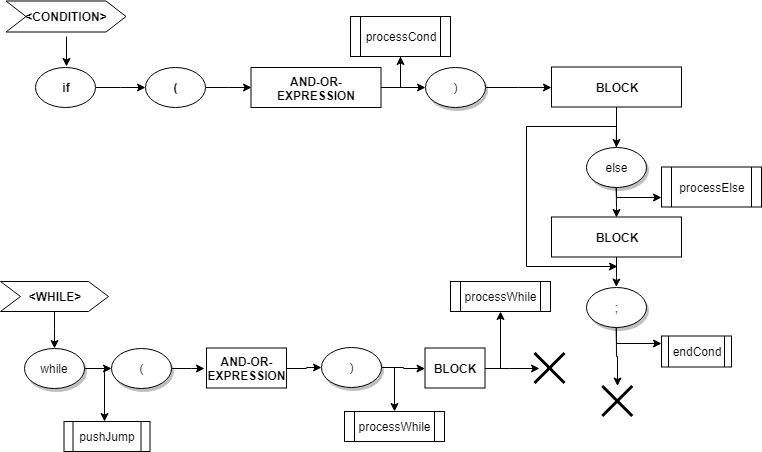 <CONDITION>
processCond
if
(
AND-OR-
EXPRESSION
)
BLOCK
else
processElse
BLOCK
;
endCond
<WHILE>
processWhile
while
(
AND-OR-
EXPRESSION
)
BLOCK
pushJump
processWhile